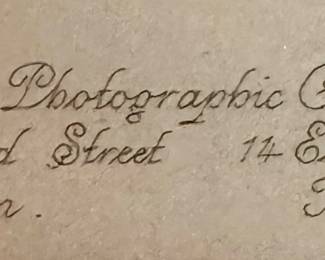 Photographic
d Street 14 E
n.